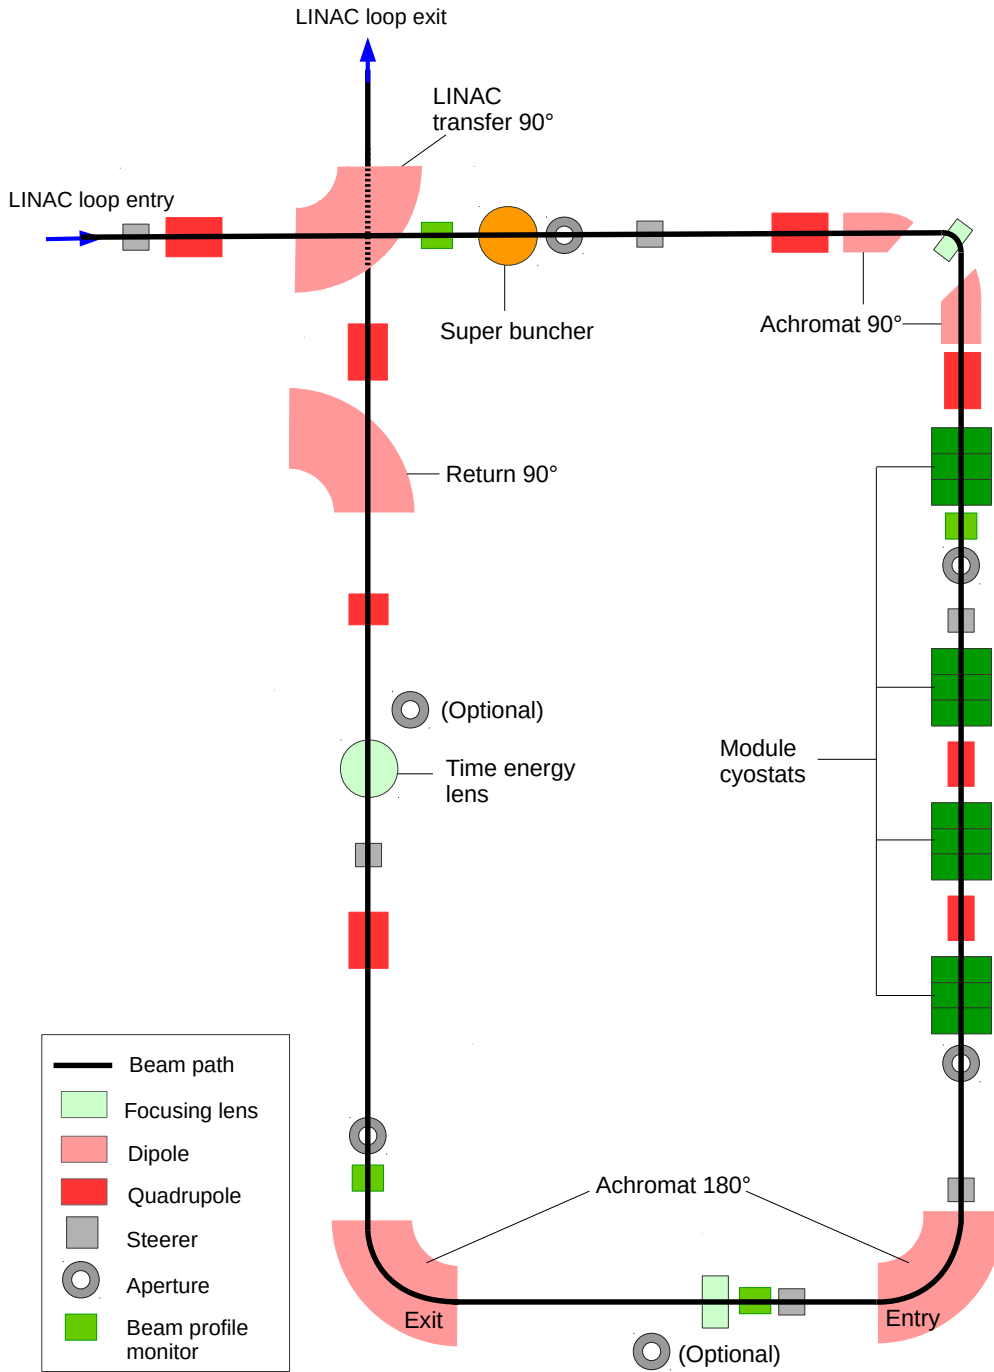 LINAC loop exit
LINAC
transfer 90°
LINAC loop entry
Super buncher
Achromat 90°
Return 90°
(Optional)
Time energy
lens
Module
cyostats
Beam path
Focusing lens
Dipole
Quadrupole
Steerer
Aperture
Beam profile
monitor
Achromat 180°
Exit
Entry
(Optional)